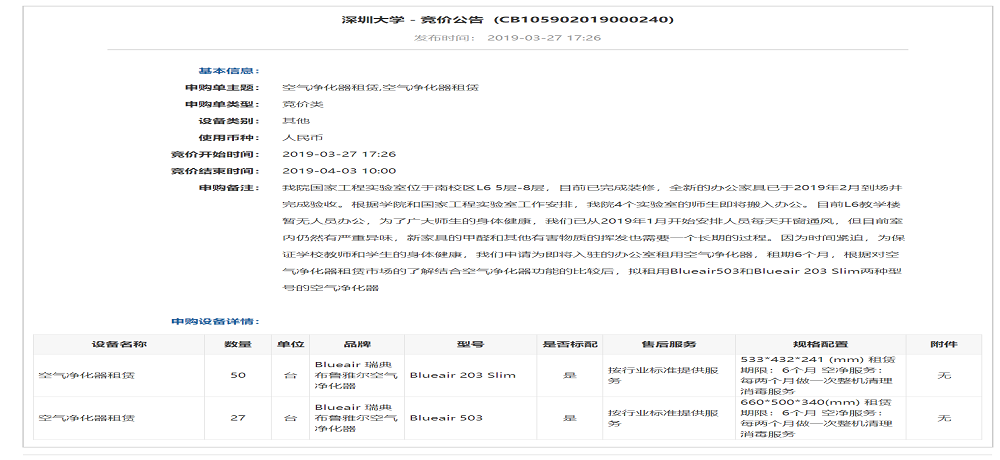 深圳大学 - 竞价公告 (CB105902019000240)
发布时间： 2019-03-27 17:26
基本信息：
申购单主题： 空气净化器租赁,空气净化器租赁
申购单类型： 竞价类
设备类别： 其他
使用币种： 人民币
竞价开始时间： 2019-03-27 17:26
竞价结束时间： 2019-04-03 10:00
申购备注： 我院国家工程实验室位于南校区L6 5层-8层，目前已完成装修，全新的办公家具已于2019年2月到场并
完成验收。根据学院和国家工程实验室工作安排，我院4个实验室的师生即将搬入办公。目前L6教学楼
暂无人员办公，为了广大师生的身体健康，我们已从2019年1月开始安排人员每天开窗通风，但目前室
内仍然有严重异味，新家具的甲醛和其他有害物质的挥发也需要一个长期的过程。因为时间紧迫，为保
证学校教师和学生的身体健康，我们申请为即将入驻的办公室租用空气净化器，租期6个月，根据对空
气净化器租赁市场的了解结合空气净化器功能的比较后，拟租用Blueair503和Blueair 203 Slim两种型
号的空气净化器
申购设备详情：
设备名称 数量 单位 品牌 型号 是否标配 售后服务 规格配置 附件
空气净化器租赁 50 台 Blueair 瑞典
布鲁雅尔空气
净化器 Blueair 203 Slim 是 按行业标准提供服
务 533*432*241 (mm) 租赁
期限：6个月 空净服务：
每两个月做一次整机清理
消毒服务 无
空气净化器租赁 27 台 Blueair 瑞典
布鲁雅尔空气
净化器 Blueair 503 是 按行业标准提供服
务 660*500*340(mm) 租赁
期限：6个月 空净服务：
每两个月做一次整机清理
消毒服务 无